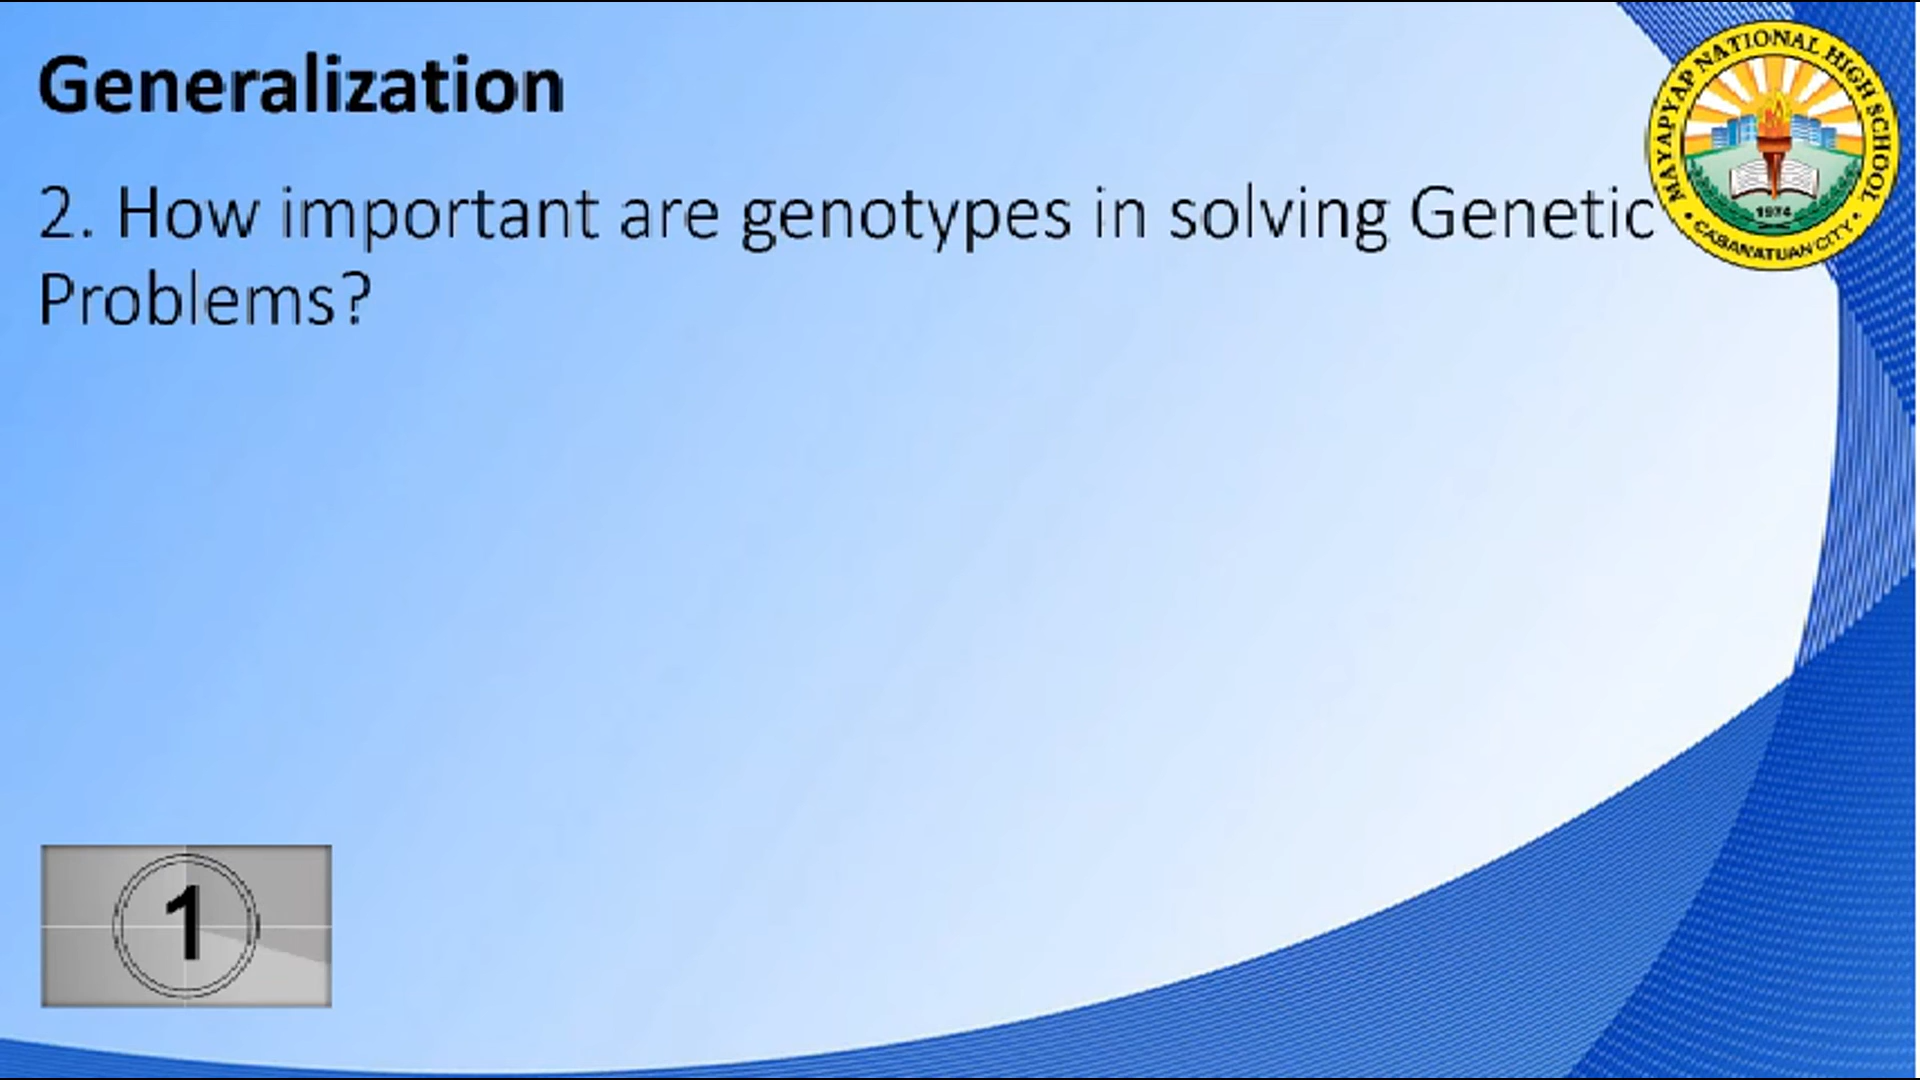 Generalization
2. How important are genotypes in solving Genetic
Problems?
MAYAPYAP NATIONAL HIGH SCHOOL
1974
CABANATUAN CITY
1